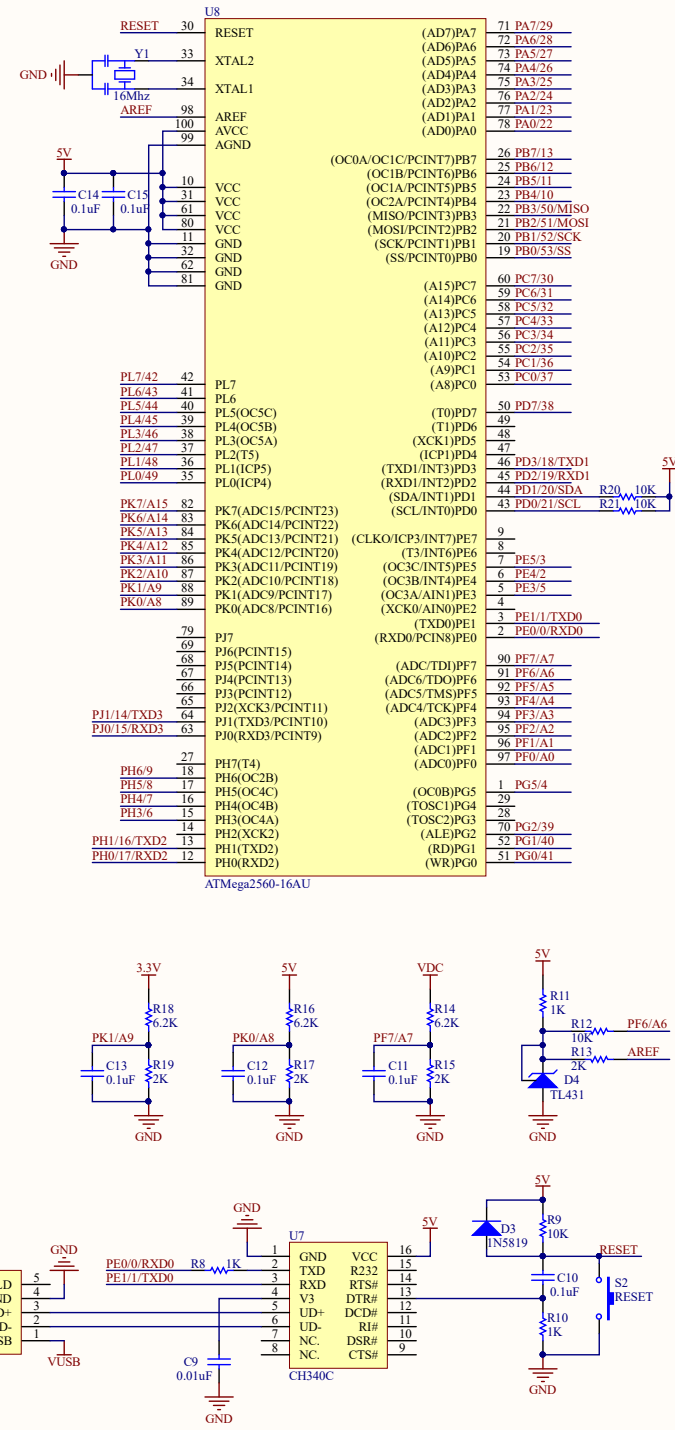 U8
RESET 30 RESET (AD7)PA7 71 PA7/29
(AD6)PA6 72 PA6/28
Y1 33 XTAL2 (AD5)PA5 73 PA5/27
GND (AD4)PA4 74 PA4/26
34 XTAL1 (AD3)PA3 75 PA3/25
16Mhz (AD2)PA2 76 PA2/24
AREF 98 AREF (AD1)PA1 77 PA1/23
100 AVCC (AD0)PA0 78 PA0/22
99 AGND
5V (OC0A/OC1C/PCINT7)PB7 26 PB7/13
(OC1B/PCINT6)PB6 25 PB6/12
10 VCC (OC1A/PCINT5)PB5 24 PB5/11
C14 C15 31 VCC (OC2A/PCINT4)PB4 23 PB4/10
0.1uF 0.1uF 61 VCC (MISO/PCINT3)PB3 22 PB3/50/MISO
80 VCC (MOSI/PCINT2)PB2 21 PB2/51/MOSI
11 GND (SCK/PCINT1)PB1 20 PB1/52/SCK
32 GND (SS/PCINT0)PB0 19 PB0/53/SS
GND 62 GND
81 GND (A15)PC7 60 PC7/30
(A14)PC6 59 PC6/31
(A13)PC5 58 PC5/32
(A12)PC4 57 PC4/33
(A11)PC3 56 PC3/34
(A10)PC2 55 PC2/35
(A9)PC1 54 PC1/36
PL7/42 42 PL7 (A8)PC0 53 PC0/37
PL6/43 41 PL6
PL5/44 40 PL5(OC5C) (T0)PD7 50 PD7/38
PL4/45 39 PL4(OC5B) (T1)PD6 49
PL3/46 38 PL3(OC5A) (XCK1)PD5 48
PL2/47 37 PL2(T5) (ICP1)PD4 47
PL1/48 36 PL1(ICP5) (TXD1/INT3)PD3 46 PD3/18/TXD1 5V
PL0/49 35 PL0(ICP4) (RXD1/INT2)PD2 45 PD2/19/RXD1
(SDA/INT1)PD1 44 PD1/20/SDA R20 10K
PK7/A15 82 PK7(ADC15/PCINT23) (SCL/INT0)PD0 43 PD0/21/SCL R21 10K
PK6/A14 83 PK6(ADC14/PCINT22)
PK5/A13 84 PK5(ADC13/PCINT21) (CLKO/ICP3/INT7)PE7 9
PK4/A12 85 PK4(ADC12/PCINT20) (T3/INT6)PE6 8
PK3/A11 86 PK3(ADC11/PCINT19) (OC3C/INT5)PE5 7 PE5/3
PK2/A10 87 PK2(ADC10/PCINT18) (OC3B/INT4)PE4 6 PE4/2
PK1/A9 88 PK1(ADC9/PCINT17) (OC3A/AIN1)PE3 5 PE3/5
PK0/A8 89 PK0(ADC8/PCINT16) (XCK0/AIN0)PE2 4
(TXD0)PE1 3 PE1/1/TXD0
79 PJ7 (RXD0/PCIN8)PE0 2 PE0/0/RXD0
69 PJ6(PCINT15)
68 PJ5(PCINT14) (ADC/TDI)PF7 90 PF7/A7
67 PJ4(PCINT13) (ADC6/TDO)PF6 91 PF6/A6
66 PJ3(PCINT12) (ADC5/TMS)PF5 92 PF5/A5
65 PJ2(XCK3/PCINT11) (ADC4/TCK)PF4 93 PF4/A4
PJ1/14/TXD3 64 PJ1(TXD3/PCINT10) (ADC3)PF3 94 PF3/A3
PJ0/15/RXD3 63 PJ0(RXD3/PCINT9) (ADC2)PF2 95 PF2/A2
(ADC1)PF1 96 PF1/A1
27 PH7(T4) (ADC0)PF0 97 PF0/A0
PH6/9 18 PH6(OC2B)
PH5/8 17 PH5(OC4C) (OC0B)PG5 1 PG5/4
PH4/7 16 PH4(OC4B) (TOSC1)PG4 29
PH3/6 15 PH3(OC4A) (TOSC2)PG3 28
14 PH2(XCK2) (ALE)PG2 70 PG2/39
PH1/16/TXD2 13 PH1(TXD2) (RD)PG1 52 PG1/40
PH0/17/RXD2 12 PH0(RXD2) (WR)PG0 51 PG0/41
ATMega2560-16AU
3.3V 5V VDC 5V
R18 R16 R14 R11
6.2K 6.2K 6.2K 1K
R12 PF6/A6
PK1/A9 PK0/A8 PF7/A7 10K
R13 AREF
C13 R19 C12 R17 C11 R15 2K
0.1uF 2K 0.1uF 2K 0.1uF 2K D4
TL431
GND GND GND GND
5V
GND 5V
U7 D3 R9
1N5819 10K
GND 1 GND VCC 16 RESET
PE0/0/RXD0 R8 1K 2 TXD R232 15
LD 5 PE1/1/TXD0 3 RXD RTS# 14 C10 S2
ND 4 4 V3 DTR# 13 0.1uF RESET
D+ 3 5 UD+ DCD# 12
D- 2 6 UD- RI# 11 R10
SB 1 7 NC. DSR# 10 1K
VUSB 8 NC. CTS# 9
C9 CH340C GND
0.01uF
GND